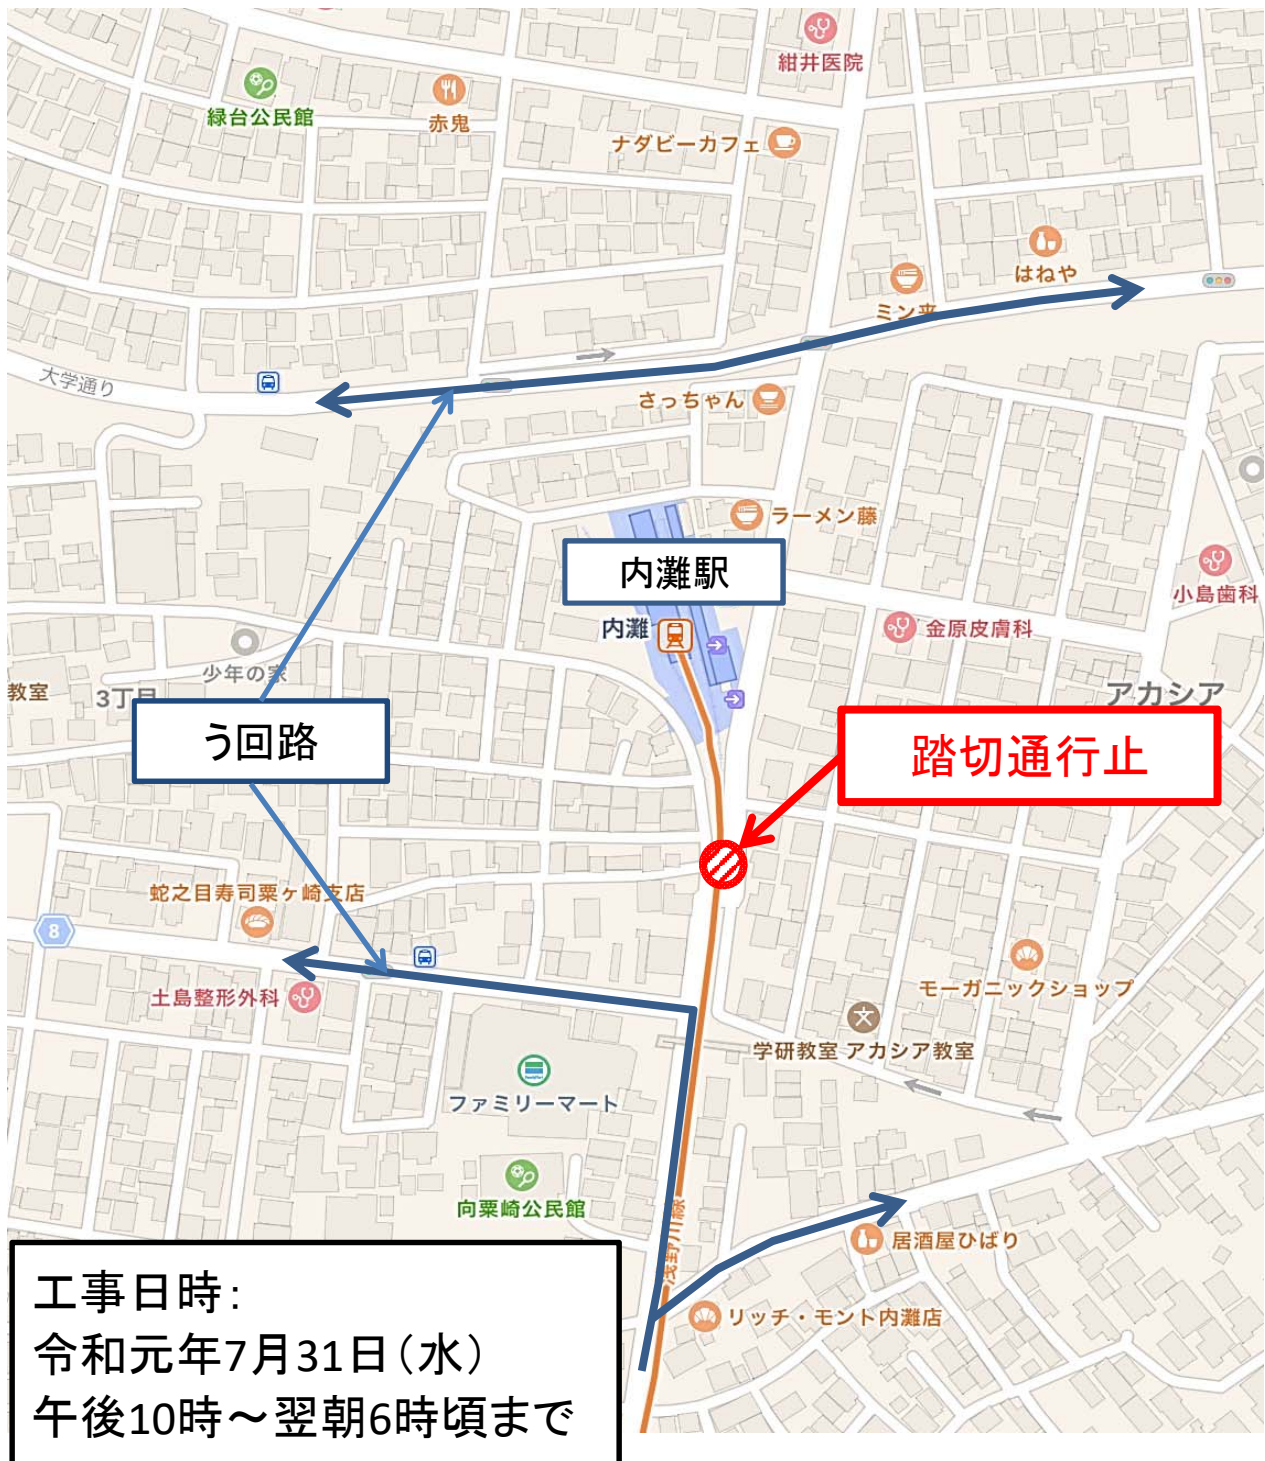 紺井医院
緑台公民館
赤鬼
ナダビーカフェ
はねや
ミン来
大学通り
さっちゃん
ラーメン藤
内灘駅
小島歯科
内灘
金原皮膚科
少年の家
教室
3丁目
アカシア
う回路
踏切通行止
蛇之目寿司粟ヶ崎支店
8
モーガニックショップ
土島整形外科
学研教室 アカシア教室
ファミリーマート
向粟崎公民館
浅野川線
居酒屋ひばり
リッチ・モント内灘店
工事日時：
令和元年7月31日（水）
午後10時～翌朝6時頃まで